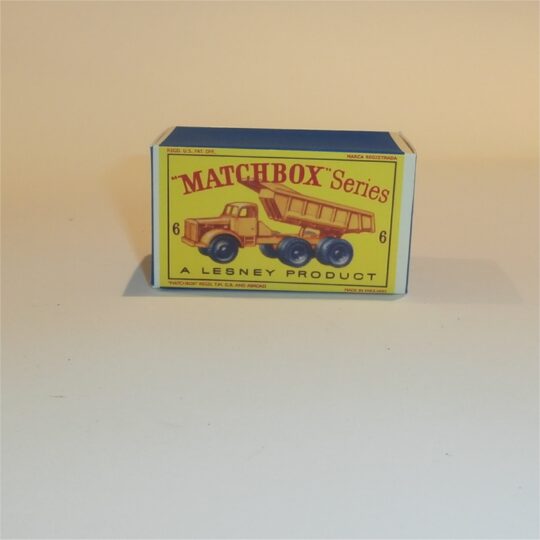 REGD. U.S. PAT. OFF. MARCA REGISTRADA
"MATCHBOX" Series
6 6
A LESNEY PRODUCT
"MATCHBOX" REGD. T.M. G.B. AND ABROAD MADE IN ENGLAND